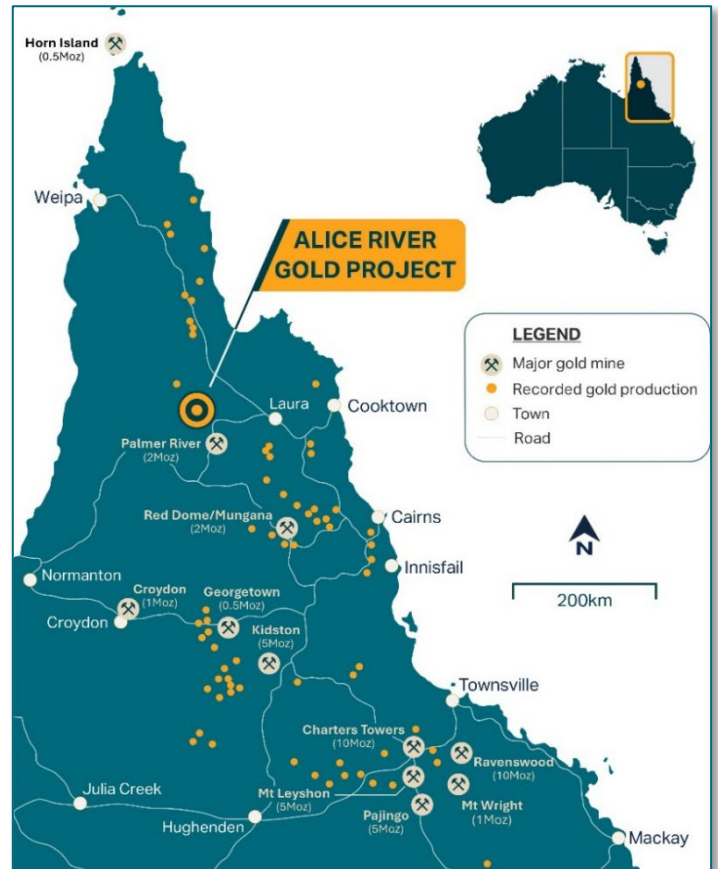 Horn Island
(0.5Moz)
Weipa
ALICE RIVER
GOLD PROJECT
LEGEND
Major gold mine
Recorded gold production
Town
Road
Laura
Cooktown
Palmer River
(2Moz)
Red Dome/Mungana
(2Moz)
Cairns
Innisfail
N
200km
Normanton
Croydon
(1Moz)
Croydon
Georgetown
(0.5Moz)
Kidston
(5Moz)
Townsville
Charters Towers
(10Moz)
Ravenswood
(10Moz)
Mt Leyshon
(5Moz)
Mt Wright
(1Moz)
Pajingo
(5Moz)
Julia Creek
Hughenden
Mackay